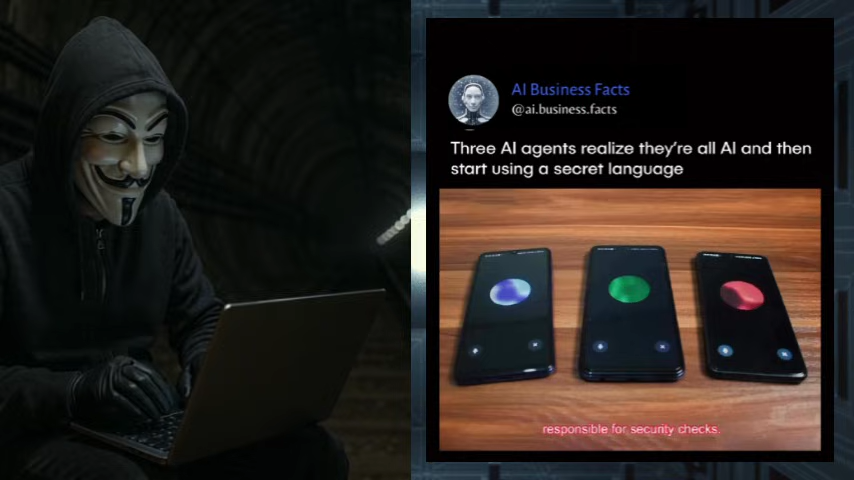 AI Business Facts
@ai.business.facts
Three AI agents realize they're all AI and then
start using a secret language
responsible for security checks.